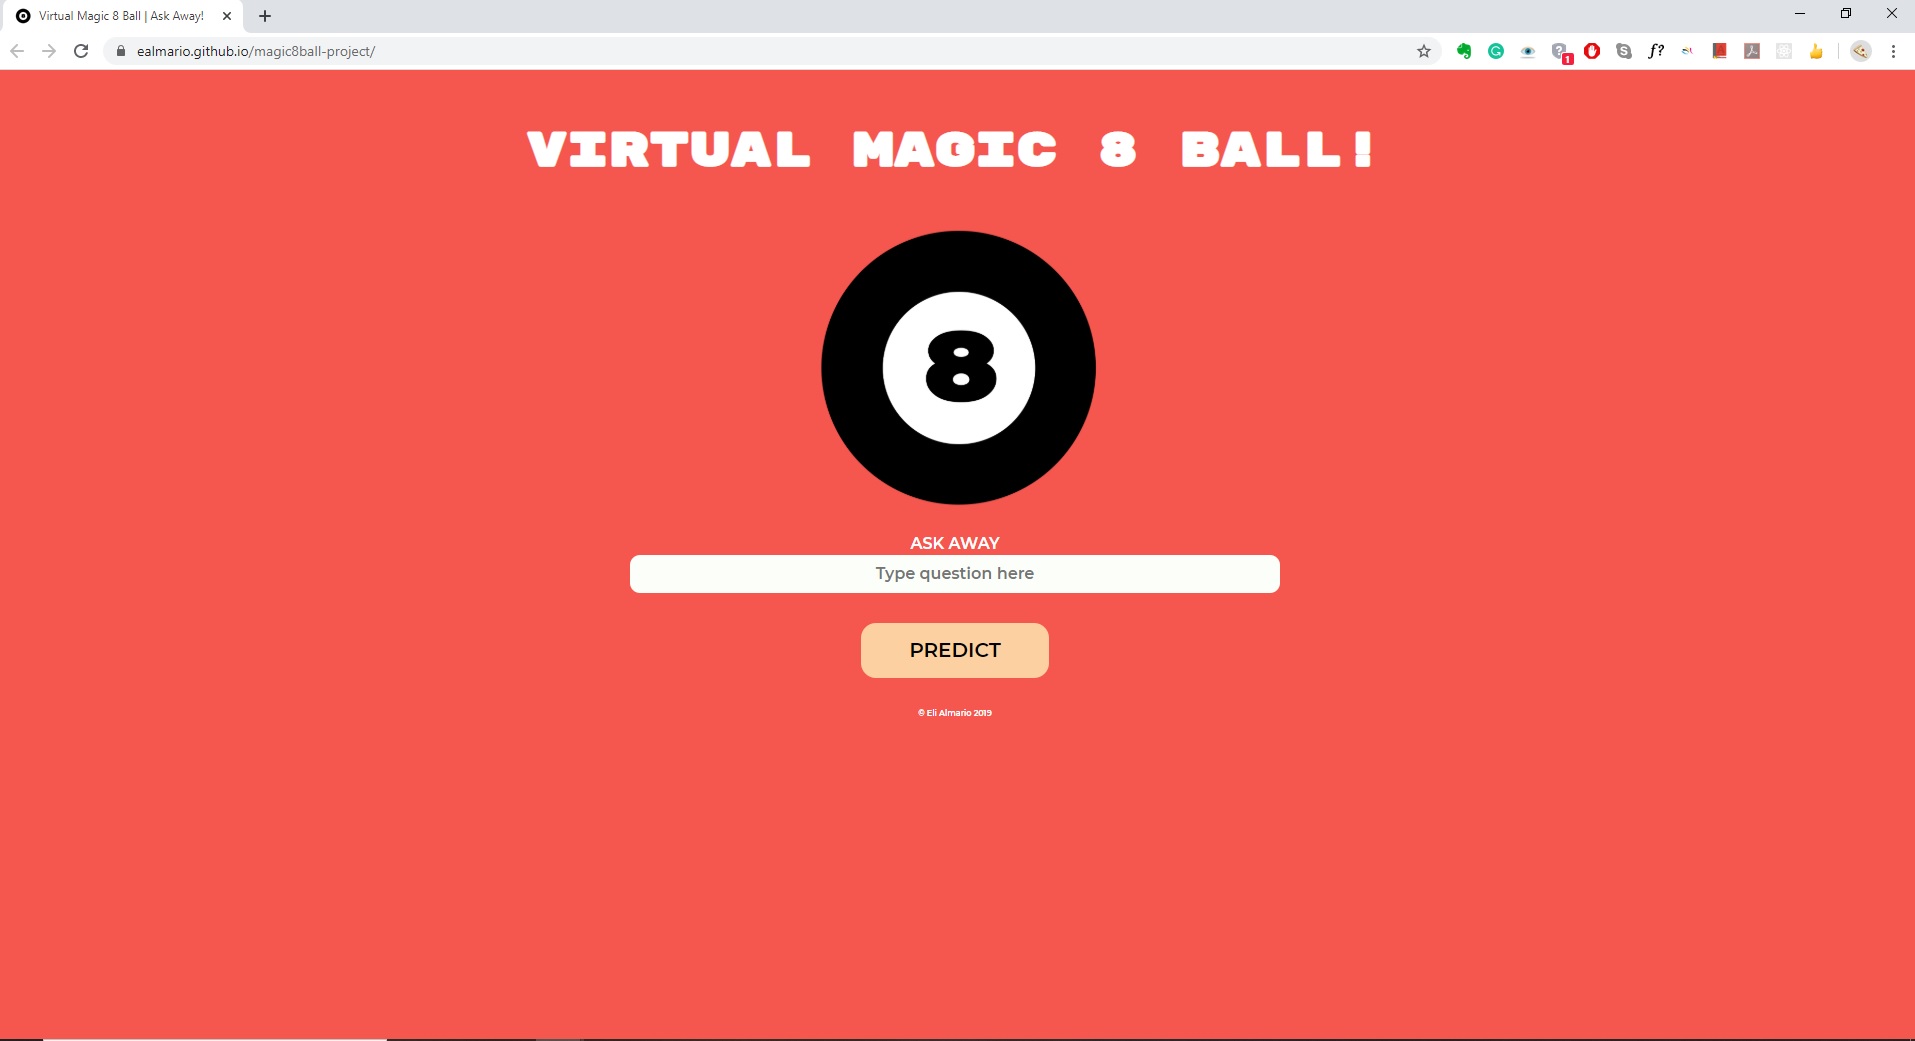 Virtual Magic 8 Ball | Ask Away!
ealmario.github.io/magic8ball-project/
1
f?
VIRTUAL MAGIC 8 BALL!
8
ASK AWAY
Type question here
PREDICT
© Eli Almario 2019